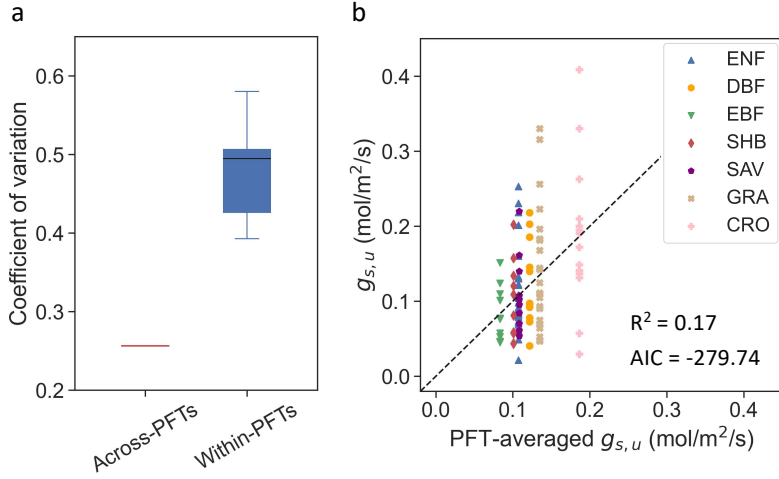 a
Coefficient of variation
0.6
0.5
0.4
0.3
0.2
Across-PFTs
Within-PFTs
b
g_{s,u} (mol/m²/s)
0.4
0.3
0.2
0.1
0.0
ENF
DBF
EBF
SHB
SAV
GRA
CRO
R² = 0.17
AIC = -279.74
0.0 0.1 0.2 0.3 0.4
PFT-averaged g_{s,u} (mol/m²/s)